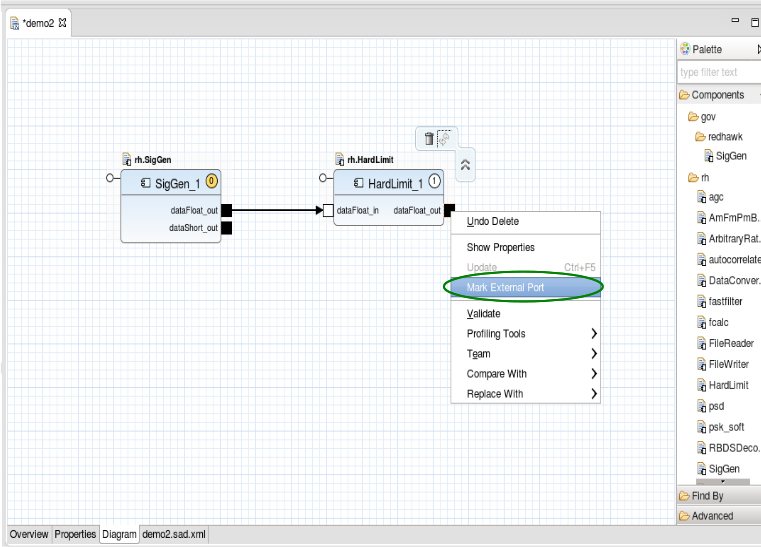 *demo2
Palette
type filter text
Components
gov
redhawk
SigGen
rh
agc
AmFmPmB.
ArbitraryRat.
autocorrelate
DataConver.
fastfilter
fcalc
FileReader
FileWriter
HardLimit
psd
psk_soft
RBDSDeco.
SigGen
Find By
Advanced
rh.SigGen
SigGen_1 0
dataFloat_out
dataShort_out
rh.HardLimit
HardLimit_1 1
dataFloat_in dataFloat_out
Undo Delete
Show Properties
Update Ctrl+F5
Mark External Port
Validate
Profiling Tools
Team
Compare With
Replace With
Overview Properties Diagram demo2.sad.xml